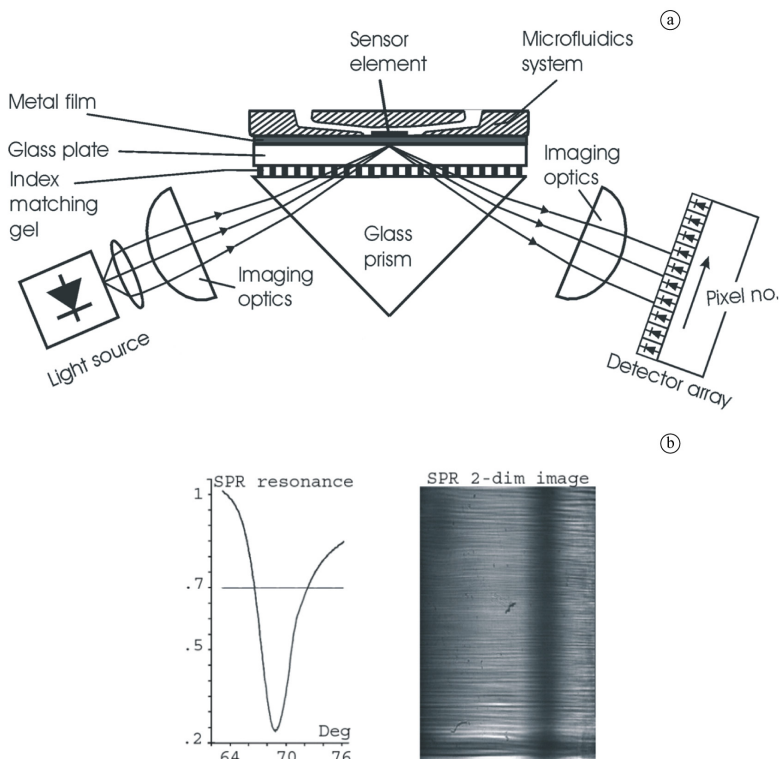 a
Sensor
element
Microfluidics
system
Metal film
Glass plate
Index
matching
gel
Imaging
optics
Glass
prism
Imaging
optics
Pixel no.
Light source
Detector array
b
SPR resonance
SPR 2-dim image
1
.7
.5
Deg
.2
64
70
76